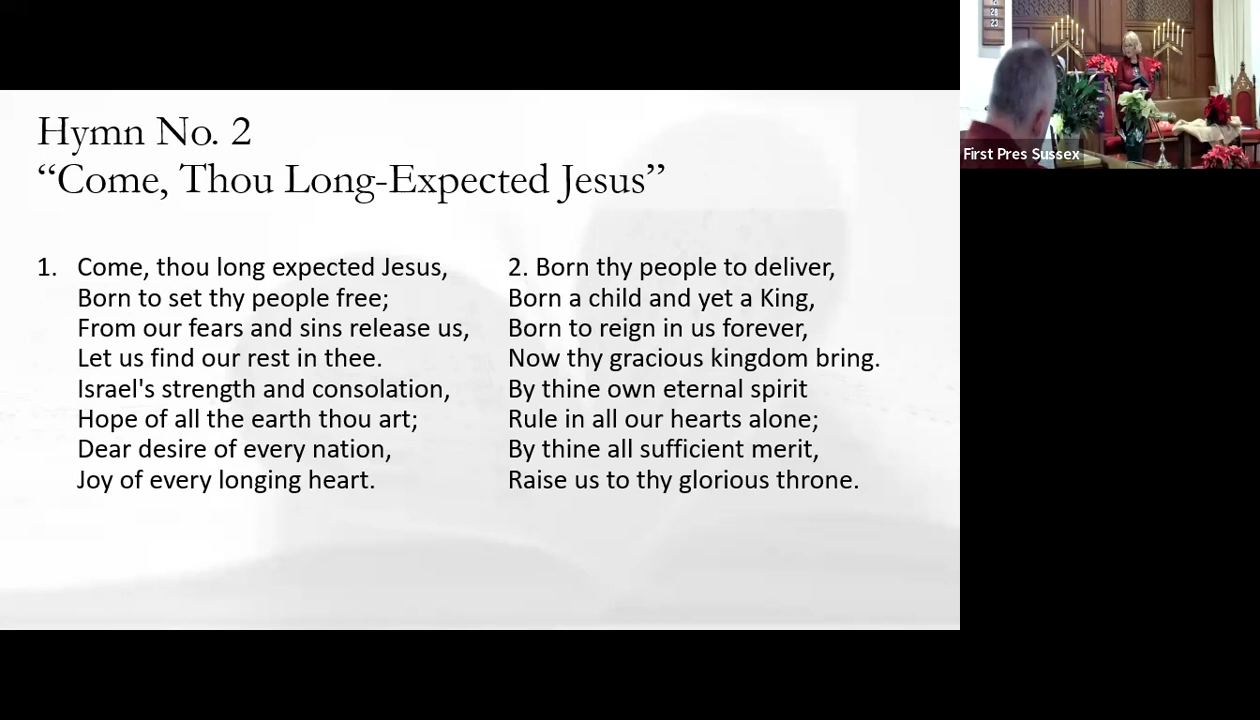 Hymn No. 2
“Come, Thou Long-Expected Jesus”
1. Come, thou long expected Jesus,
Born to set thy people free;
From our fears and sins release us,
Let us find our rest in thee.
Israel's strength and consolation,
Hope of all the earth thou art;
Dear desire of every nation,
Joy of every longing heart.
2. Born thy people to deliver,
Born a child and yet a King,
Born to reign in us forever,
Now thy gracious kingdom bring.
By thine own eternal spirit
Rule in all our hearts alone;
By thine all sufficient merit,
Raise us to thy glorious throne.
28
23
First Pres Sussex